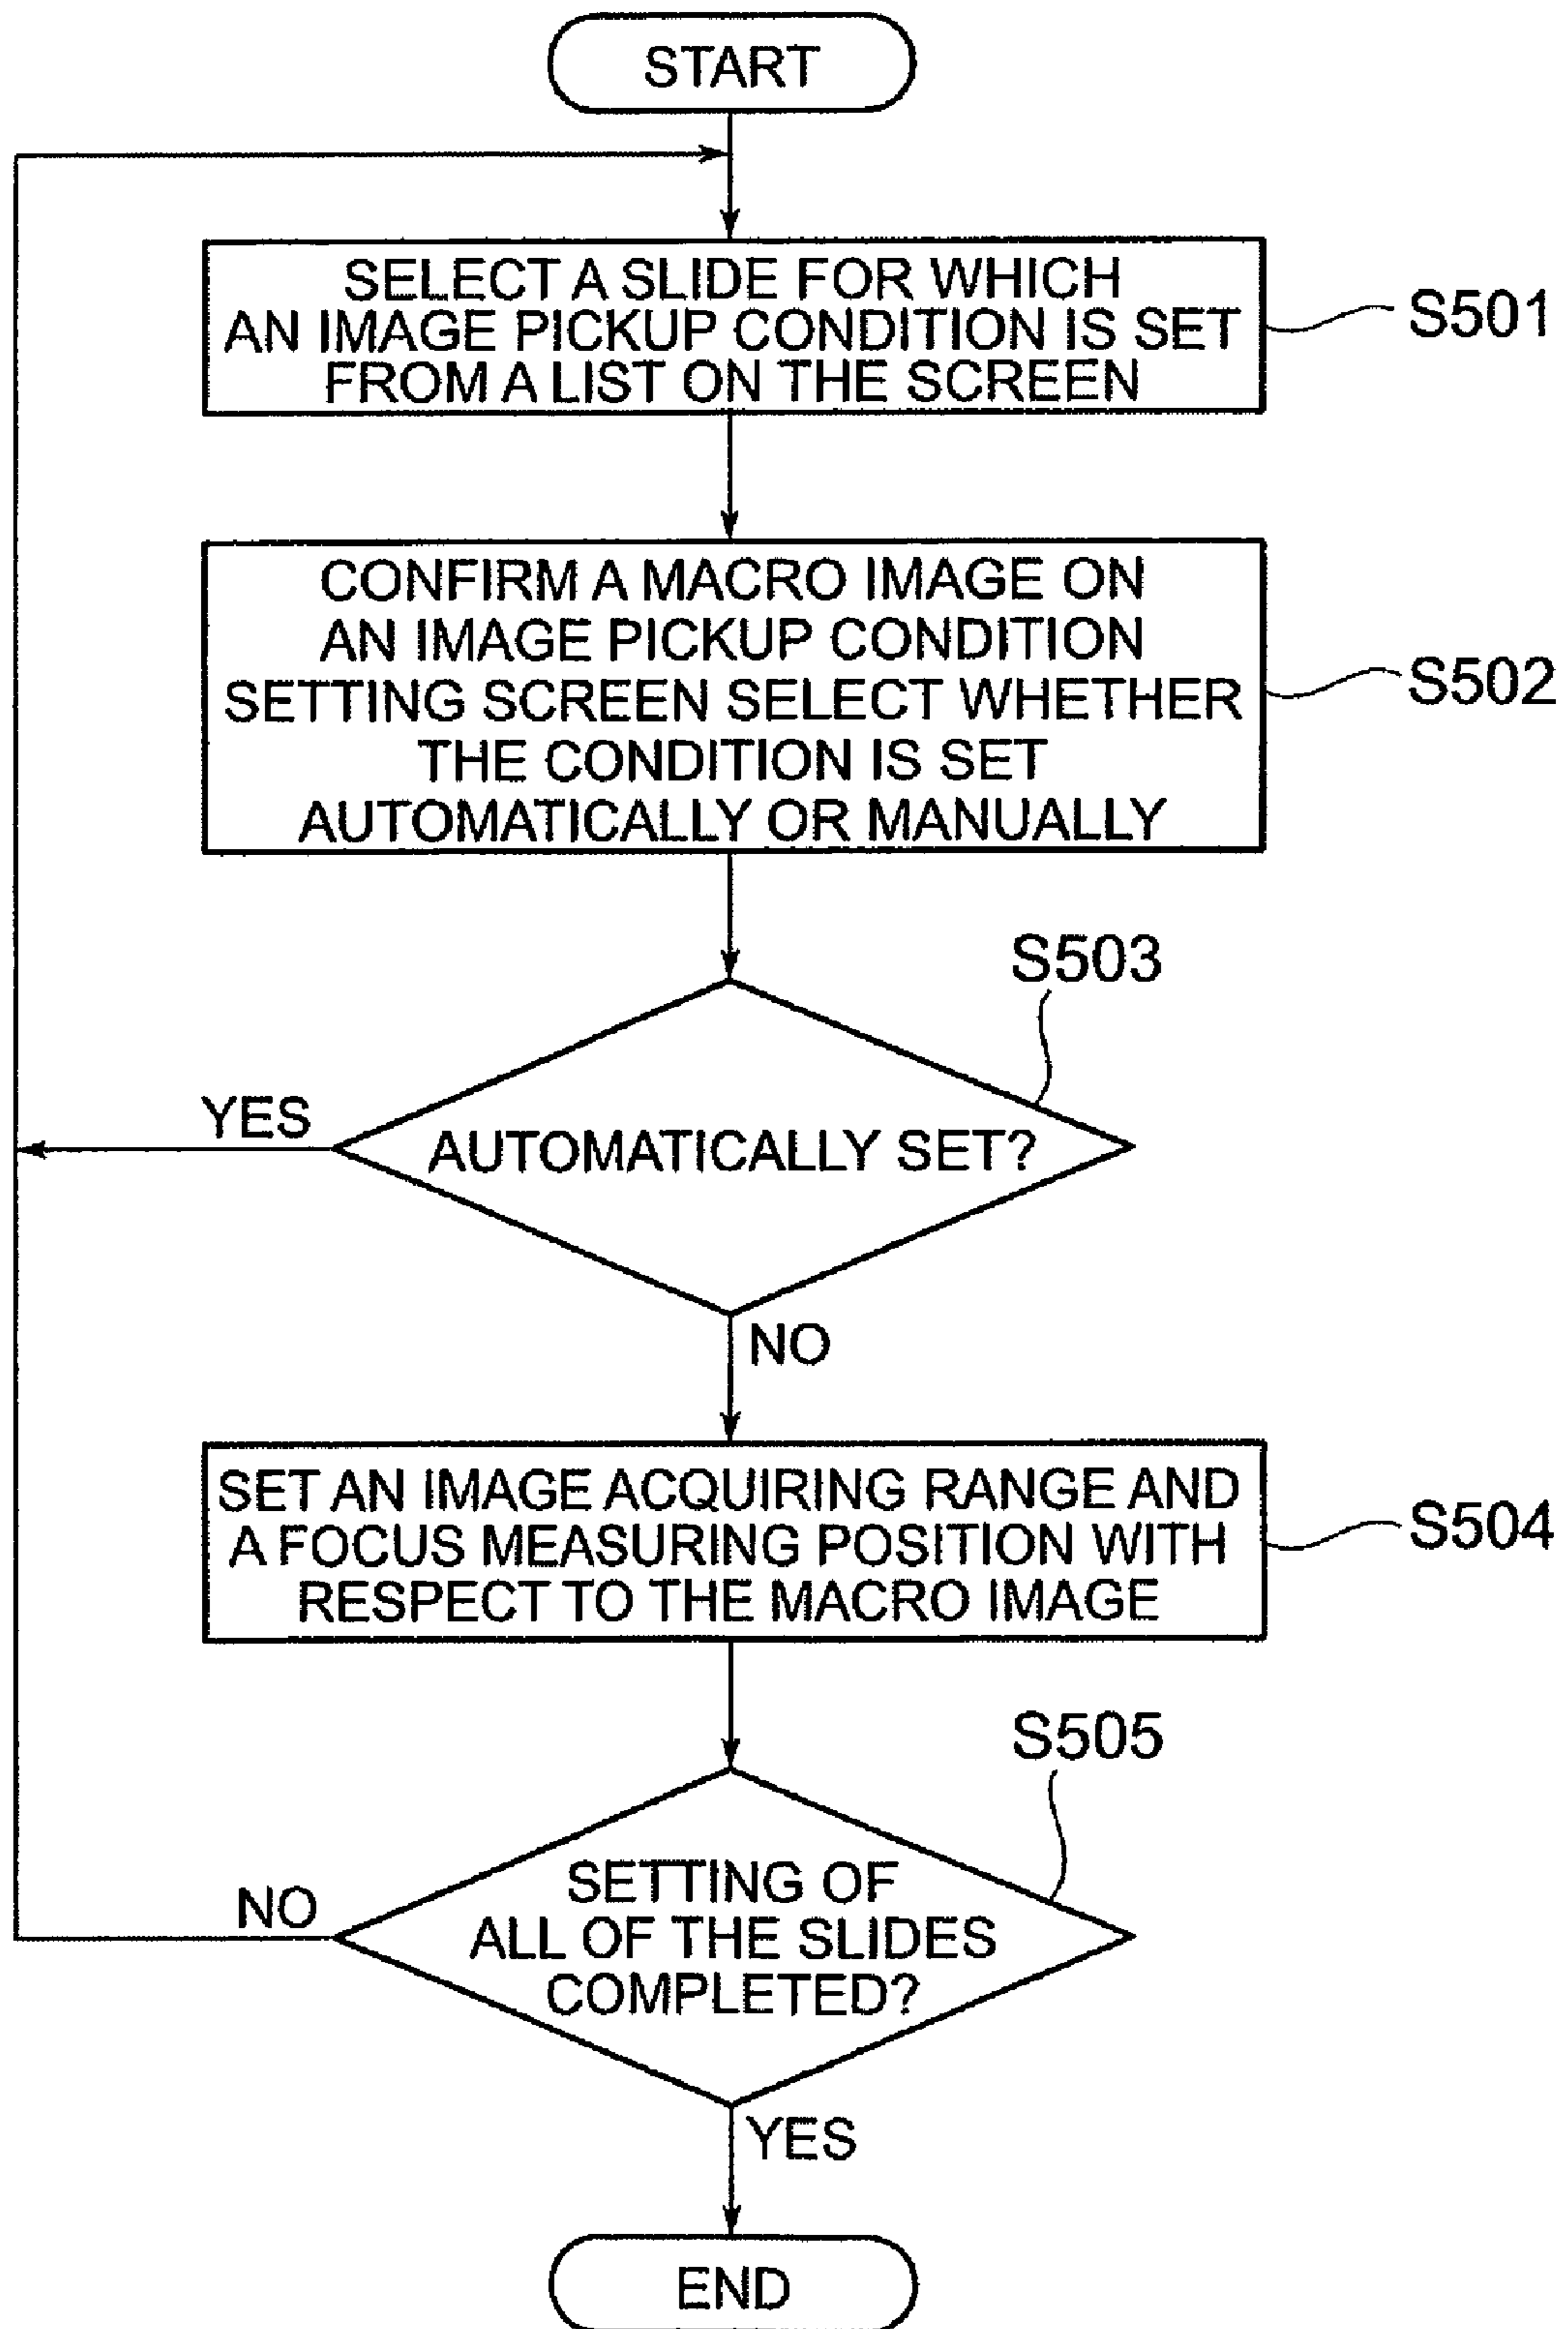 START
SELECT A SLIDE FOR WHICH
AN IMAGE PICKUP CONDITION IS SET
FROM A LIST ON THE SCREEN
S501
CONFIRM A MACRO IMAGE ON
AN IMAGE PICKUP CONDITION
SETTING SCREEN SELECT WHETHER
THE CONDITION IS SET
AUTOMATICALLY OR MANUALLY
S502
S503
YES
AUTOMATICALLY SET?
NO
SET AN IMAGE ACQUIRING RANGE AND
A FOCUS MEASURING POSITION WITH
RESPECT TO THE MACRO IMAGE
S504
S505
NO
SETTING OF
ALL OF THE SLIDES
COMPLETED?
YES
END